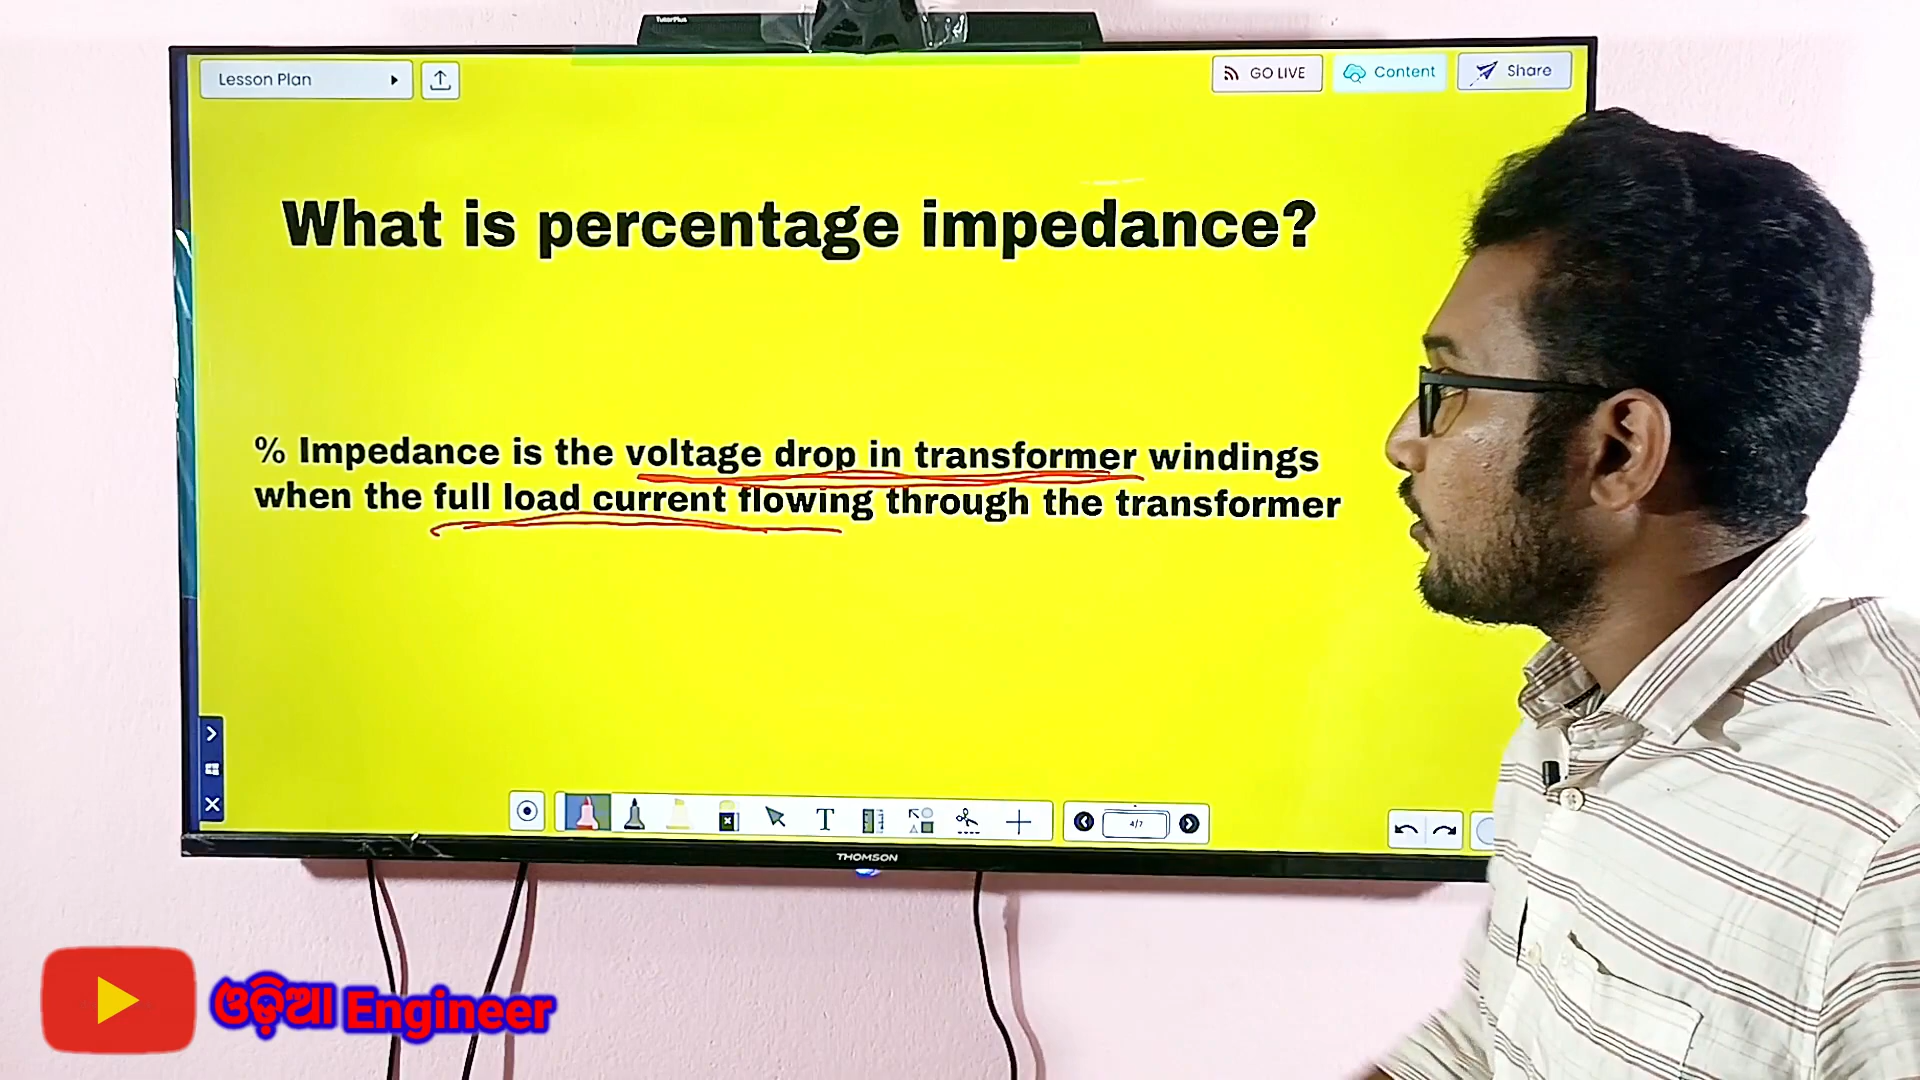 TutorPlus
Lesson Plan
GO LIVE
Content
Share
What is percentage impedance?
% Impedance is the voltage drop in transformer windings
when the full load current flowing through the transformer
T
4/7
THOMSON
ଓଡ଼ିଆ Engineer